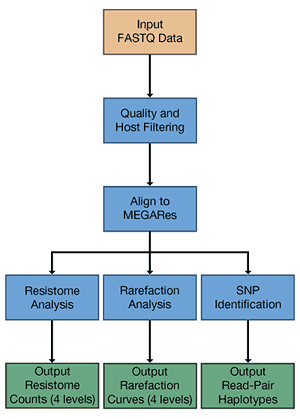 Input
FASTQ Data
Quality and
Host Filtering
Align to
MEGARes
Resistome
Analysis
Rarefaction
Analysis
SNP
Identification
Output
Resistome
Counts (4 levels)
Output
Rarefaction
Curves (4 levels)
Output
Read-Pair
Haplotypes